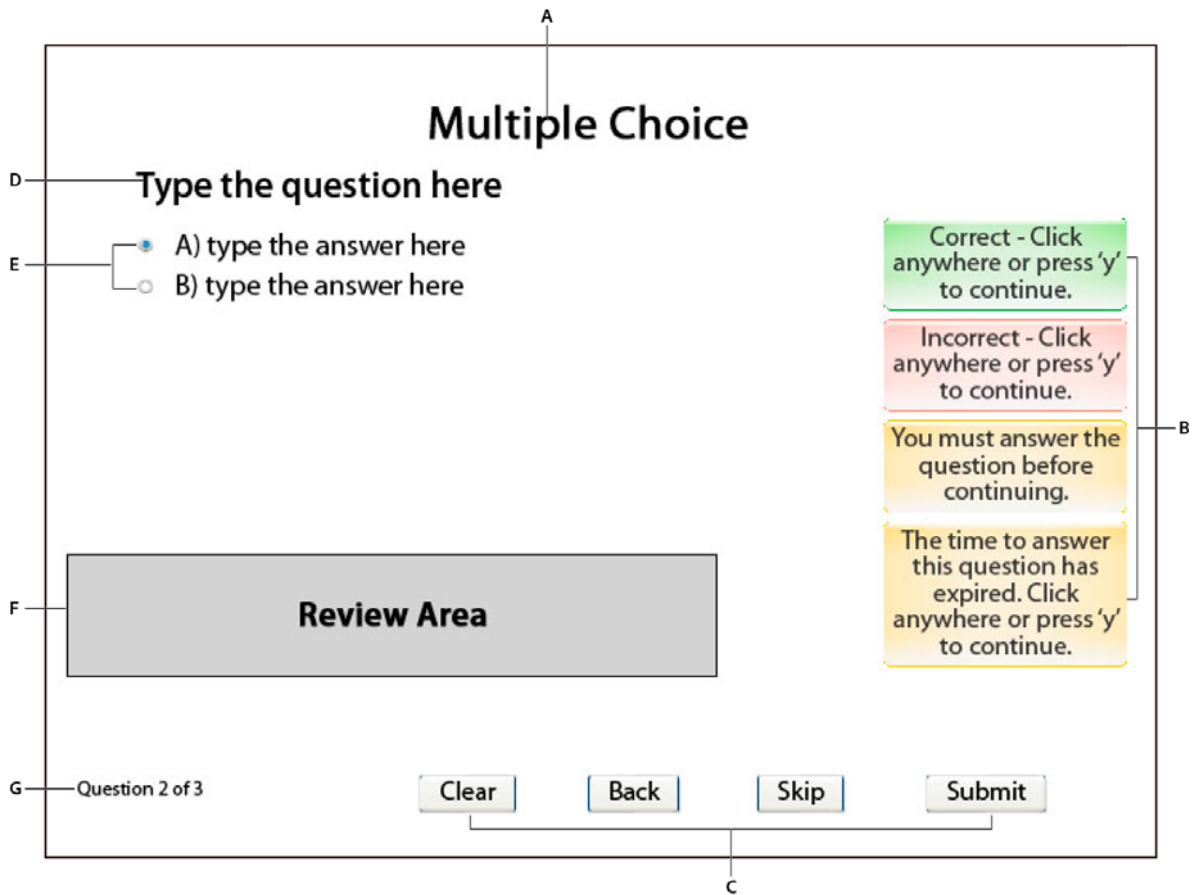 A
Multiple Choice
D
Type the question here
E
A) type the answer here
B) type the answer here
Correct - Click
anywhere or press ‘y’
to continue.
Incorrect - Click
anywhere or press ‘y’
to continue.
You must answer the
question before
continuing.
The time to answer
this question has
expired. Click
anywhere or press ‘y’
to continue.
B
F
Review Area
G
Question 2 of 3
Clear
Back
Skip
Submit
C